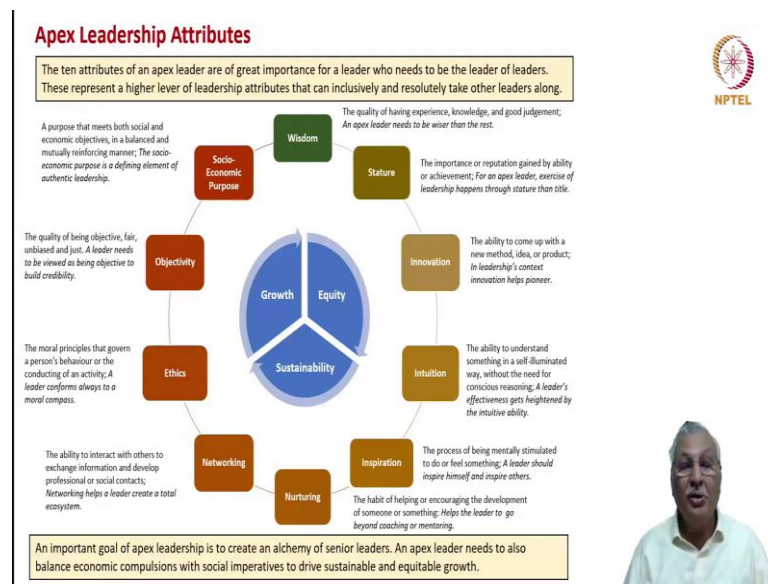 Apex Leadership Attributes
The ten attributes of an apex leader are of great importance for a leader who needs to be the leader of leaders.
These represent a higher lever of leadership attributes that can inclusively and resolutely take other leaders along.
NPTEL
Wisdom
The quality of having experience, knowledge, and good judgement;
An apex leader needs to be wiser than the rest.
Stature
The importance or reputation gained by ability
or achievement; For an apex leader, exercise of
leadership happens through stature than title.
Innovation
The ability to come up with a
new method, idea, or product;
In leadership's context
innovation helps pioneer.
Intuition
The ability to understand
something in a self-illuminated
way, without the need for
conscious reasoning; A leader's
effectiveness gets heightened by
the intuitive ability.
Inspiration
The process of being mentally stimulated
to do or feel something; A leader should
inspire himself and inspire others.
Nurturing
The habit of helping or encouraging the development
of someone or something: Helps the leader to go
beyond coaching or mentoring.
Networking
The ability to interact with others to
exchange information and develop
professional or social contacts;
Networking helps a leader create a total
ecosystem.
Ethics
The moral principles that govern
a person's behaviour or the
conducting of an activity; A
leader conforms always to a
moral compass.
Objectivity
The quality of being objective, fair,
unbiased and just. A leader needs
to be viewed as being objective to
build credibility.
Socio-
Economic
Purpose
A purpose that meets both social and
economic objectives, in a balanced and
mutually reinforcing manner; The socio-
economic purpose is a defining element of
authentic leadership.
Growth
Equity
Sustainability
An important goal of apex leadership is to create an alchemy of senior leaders. An apex leader needs to also
balance economic compulsions with social imperatives to drive sustainable and equitable growth.